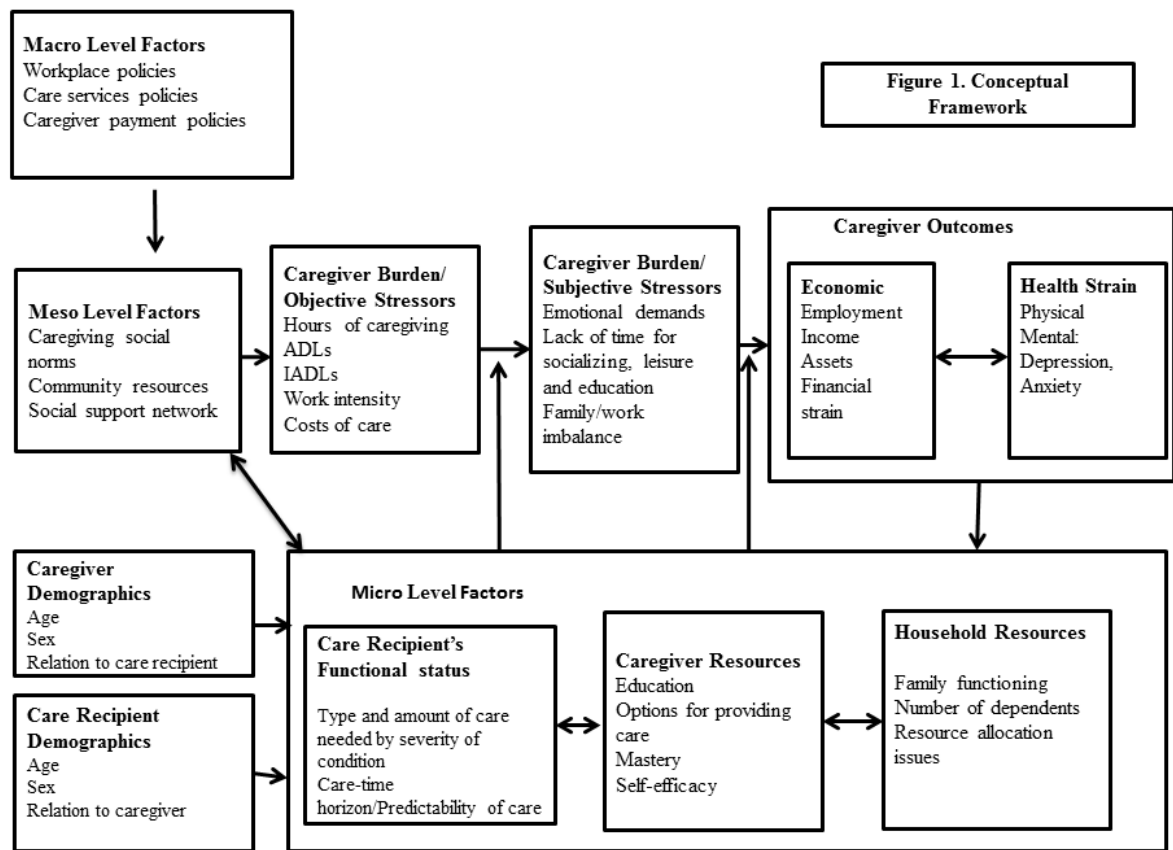 Macro Level Factors
Workplace policies
Care services policies
Caregiver payment policies
Figure 1. Conceptual
Framework
Meso Level Factors
Caregiving social
norms
Community resources
Social support network
Caregiver Burden/
Objective Stressors
Hours of caregiving
ADLs
IADLs
Work intensity
Costs of care
Caregiver Burden/
Subjective Stressors
Emotional demands
Lack of time for
socializing, leisure
and education
Family/work
imbalance
Caregiver Outcomes
Economic
Employment
Income
Assets
Financial
strain
Health Strain
Physical
Mental:
Depression,
Anxiety
Caregiver
Demographics
Age
Sex
Relation to care recipient
Care Recipient
Demographics
Age
Sex
Relation to caregiver
Micro Level Factors
Care Recipient's
Functional status
Type and amount of care
needed by severity of
condition
Care-time
horizon/Predictability of care
Caregiver Resources
Education
Options for providing
care
Mastery
Self-efficacy
Household Resources
Family functioning
Number of dependents
Resource allocation
issues